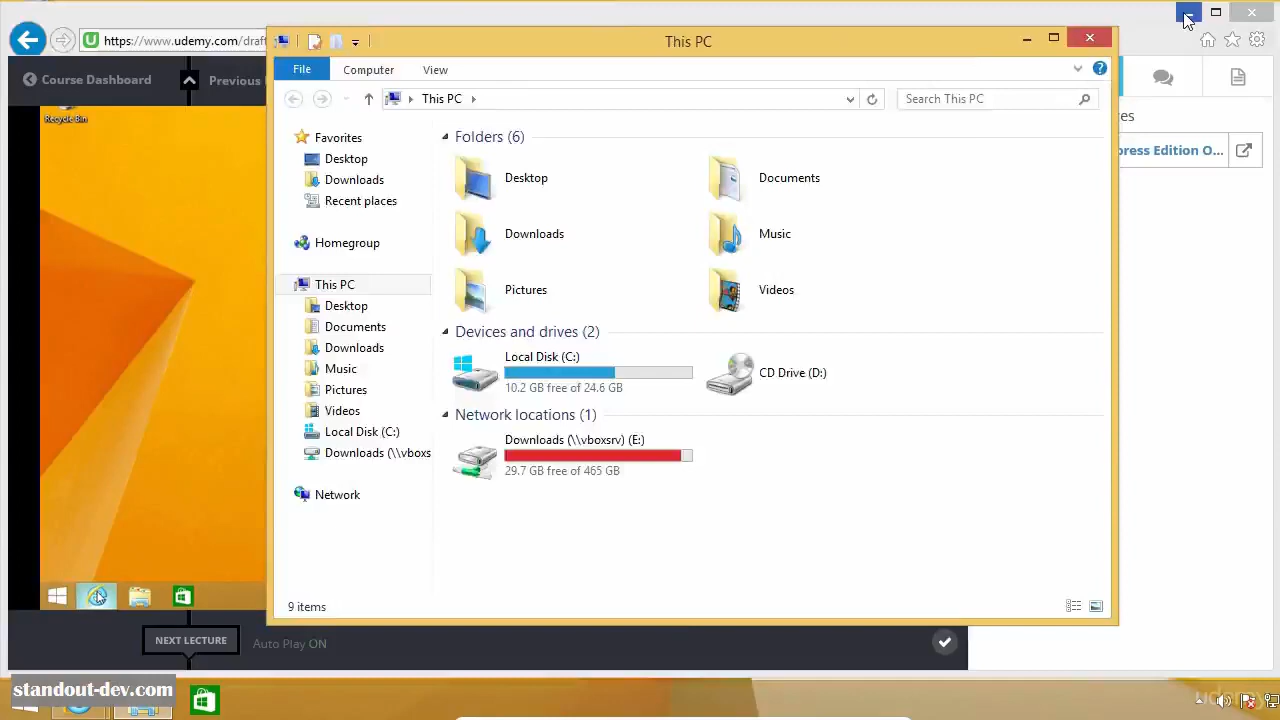 https://www.udemy.com/draft
This PC
File
Computer
View
Course Dashboard
Previous
This PC
Search This PC
Recycle Bin
Favorites
Desktop
Downloads
Recent places
Homegroup
This PC
Desktop
Documents
Downloads
Music
Pictures
Videos
Local Disk (C:)
Downloads (\\vboxs
Network
Folders (6)
Desktop
Documents
Downloads
Music
Pictures
Videos
Devices and drives (2)
Local Disk (C:)
10.2 GB free of 24.6 GB
CD Drive (D:)
Network locations (1)
Downloads (\\vboxsrv) (E:)
29.7 GB free of 465 GB
9 items
es
press Edition O...
NEXT LECTURE
Auto Play ON
standout-dev.com
udemy